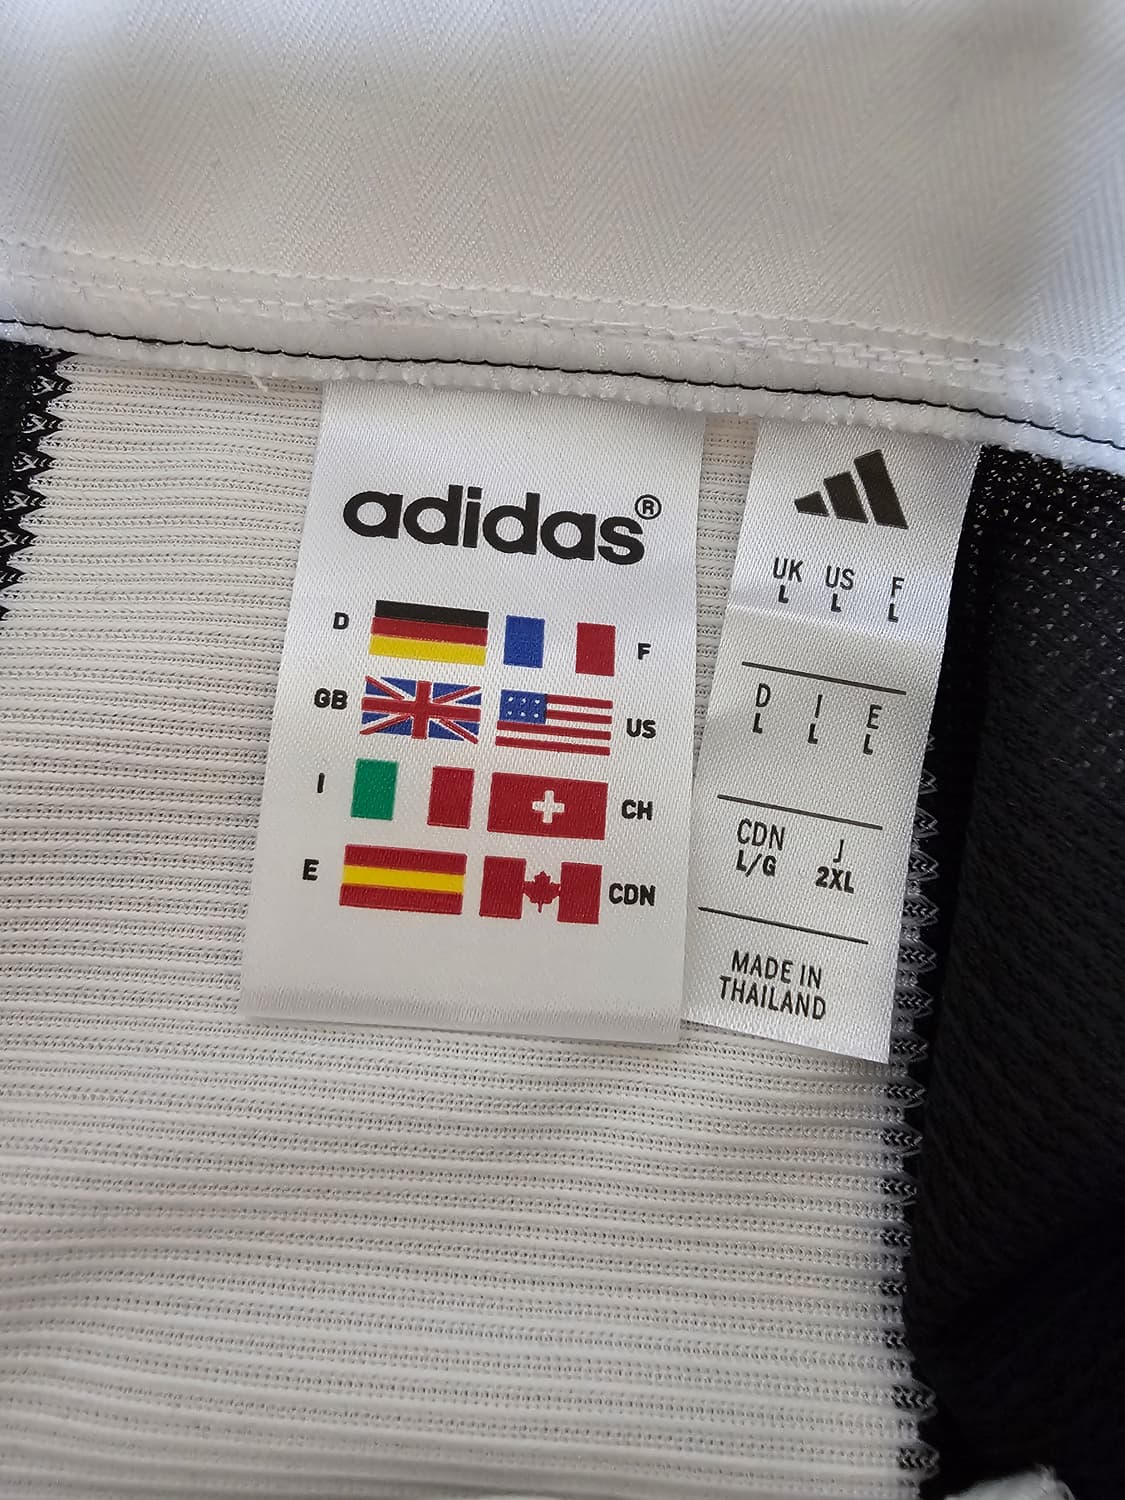 adidas®
D F
GB US
I CH
E CDN
UK US F
L L L
D I E
L L L
CDN J
L/G 2XL
MADE IN
THAILAND